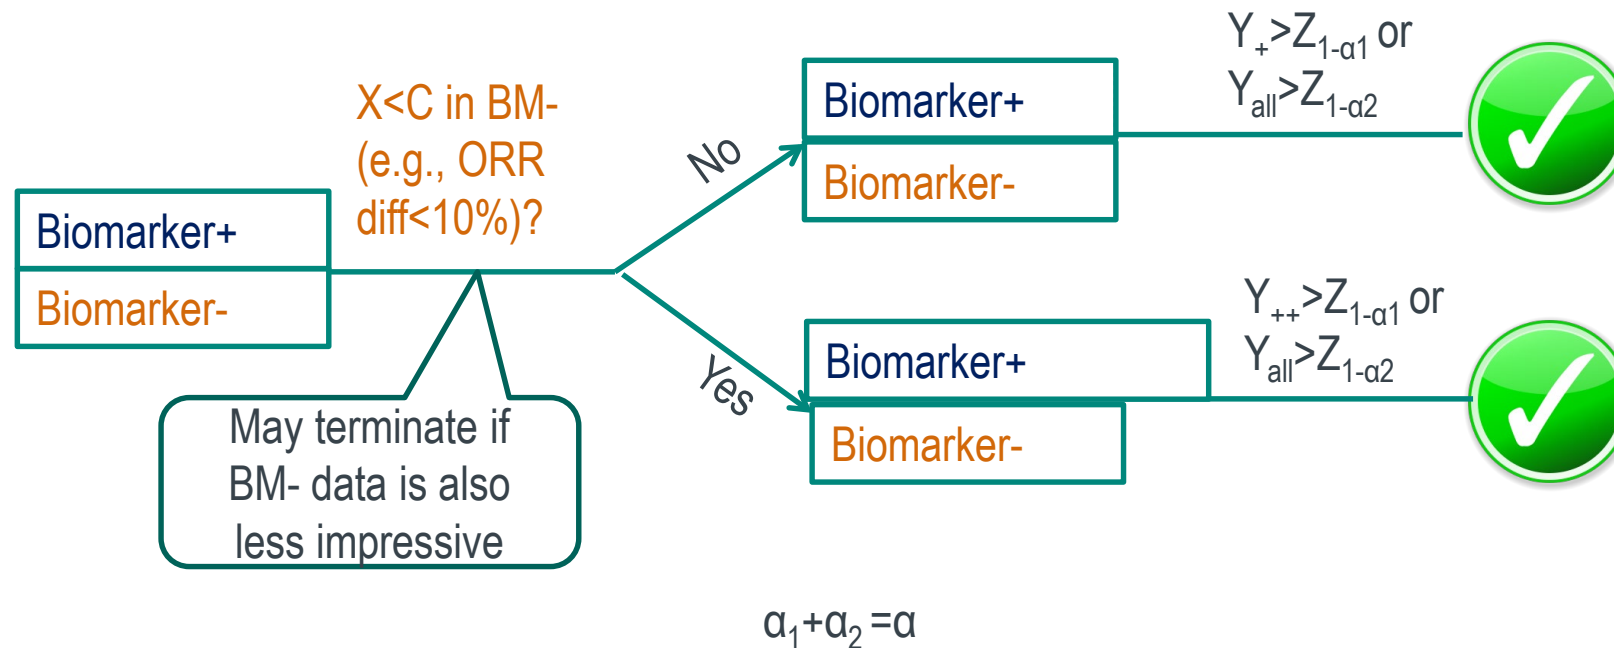 Biomarker+
Biomarker-
X<C in BM-
(e.g., ORR
diff<10%)?
May terminate if
BM- data is also
less impressive
No
Yes
Biomarker+
Biomarker-
Y₊>Z₁₋α₁ or
Yₐₗₗ>Z₁₋α₂
Biomarker+
Biomarker-
Y₊₊>Z₁₋α₁ or
Yₐₗₗ>Z₁₋α₂
α₁+α₂ =α